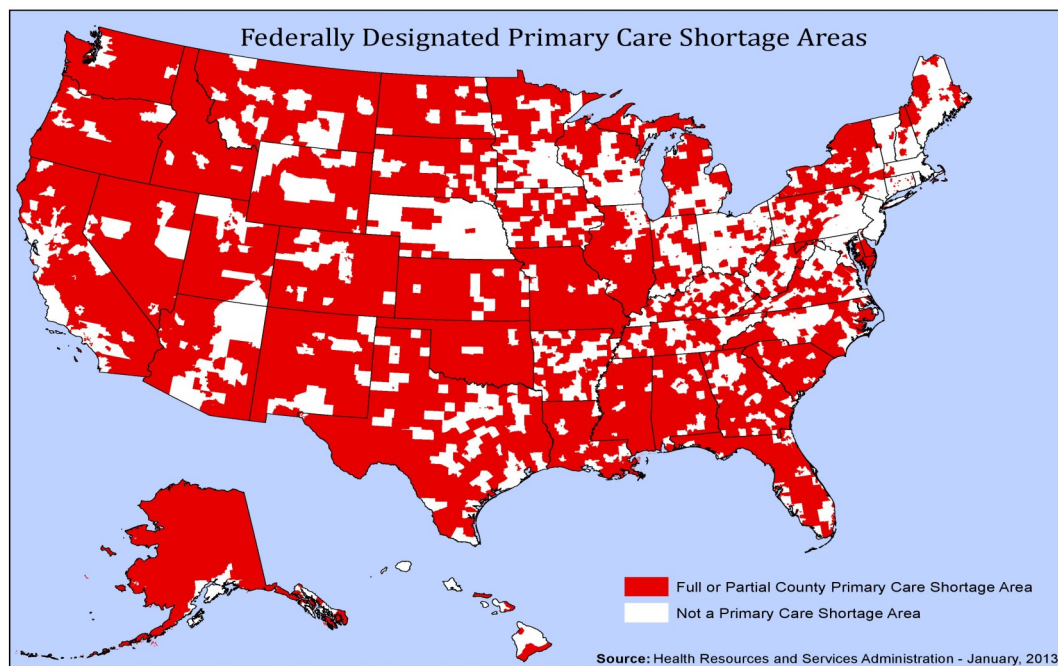 Federally Designated Primary Care Shortage Areas
Full or Partial County Primary Care Shortage Area
Not a Primary Care Shortage Area
Source: Health Resources and Services Administration - January, 2013